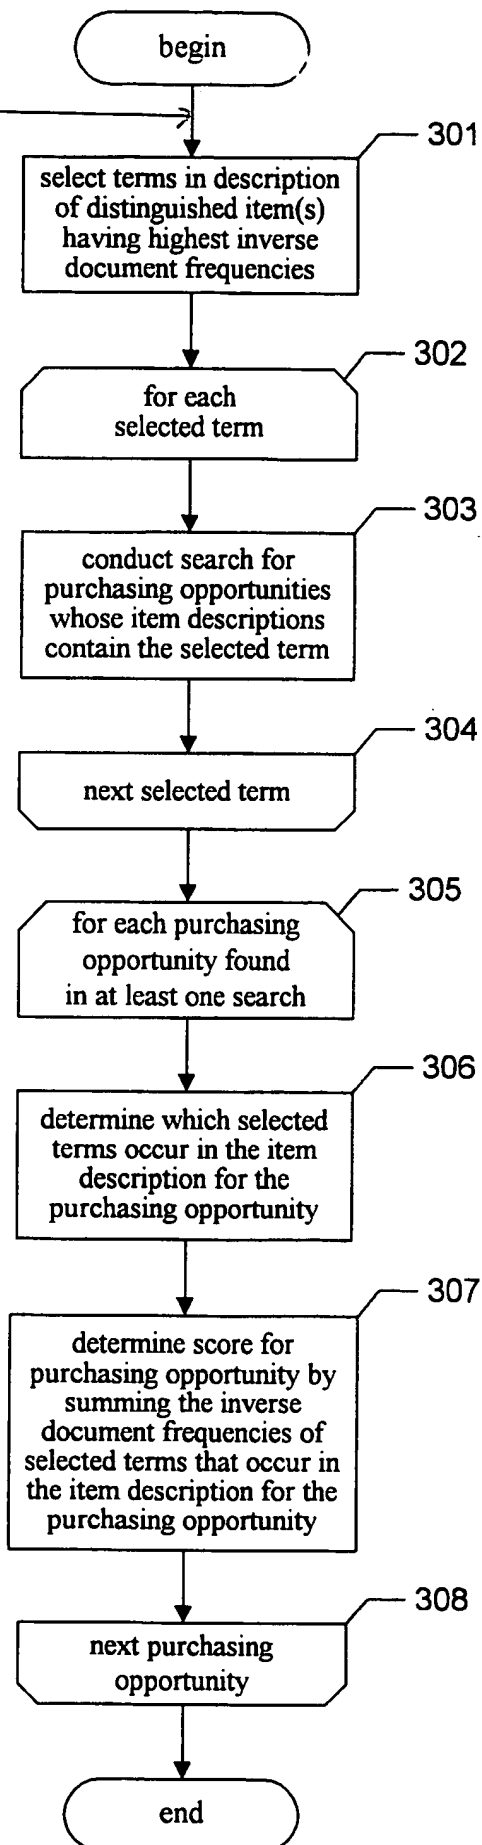 begin
301
select terms in description
of distinguished item(s)
having highest inverse
document frequencies
302
for each
selected term
303
conduct search for
purchasing opportunities
whose item descriptions
contain the selected term
304
next selected term
305
for each purchasing
opportunity found
in at least one search
306
determine which selected
terms occur in the item
description for the
purchasing opportunity
307
determine score for
purchasing opportunity by
summing the inverse
document frequencies of
selected terms that occur in
the item description for the
purchasing opportunity
308
next purchasing
opportunity
end